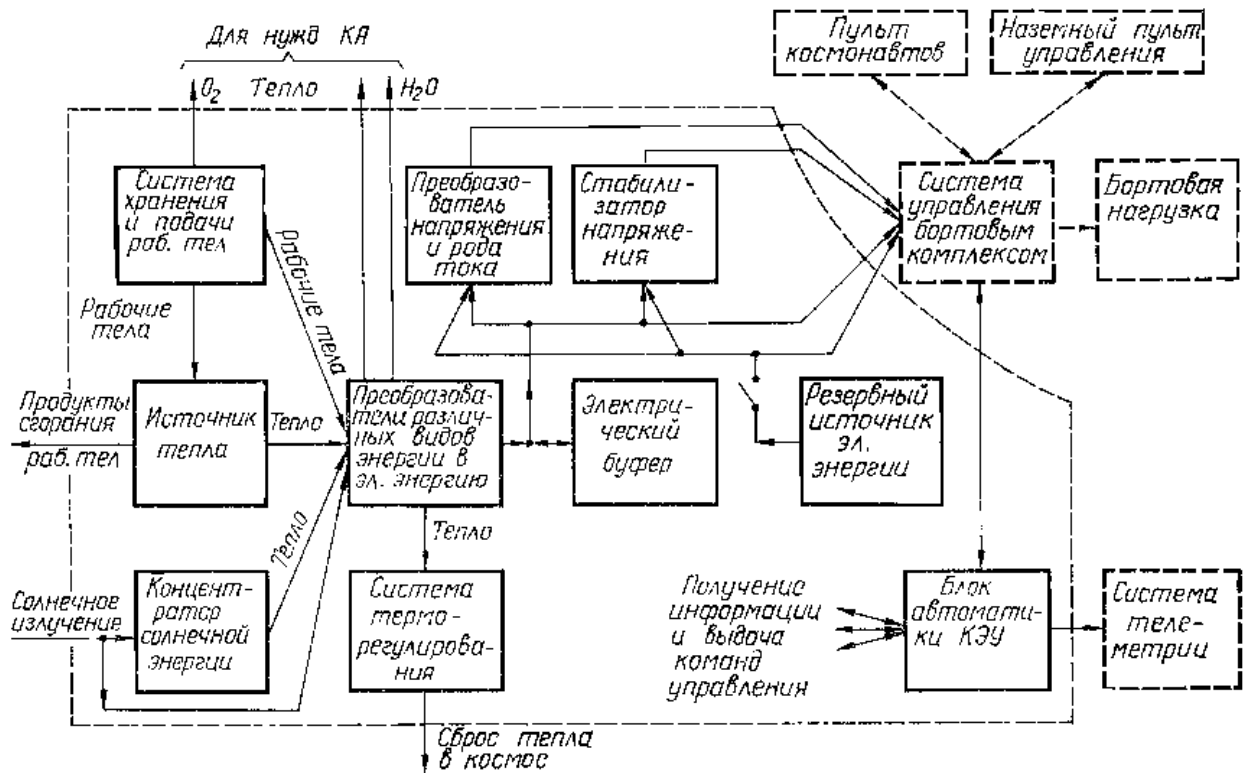 Для нужд КА
O₂
Тепло
H₂O
Пульт
космонавтов
Наземный пульт
управления
Система
хранения
и подачи
раб. тел
Преобразо-
ватель
напряжения
и рода
тока
Стабили-
затор
напряже-
ния
Система
управления
бортовым
комплексом
Бортовая
нагрузка
Рабочие
тела
Рабочие тела
Продукты
сгорания
раб. тел
Источник
тепла
Тепло
Преобразова-
тели различ-
ных видов
энергии в
эл. энергию
Электри-
ческий
буфер
Резервный
источник
эл.
энергии
Тепло
Тепло
Солнечное
излучение
Концент-
ратор
солнечной
энергии
Система
термо-
регулирова-
ния
Получение
информации
и выдача
команд
управления
Блок
автомати-
ки КЭУ
Система
теле-
метрии
Сброс тепла
в космос